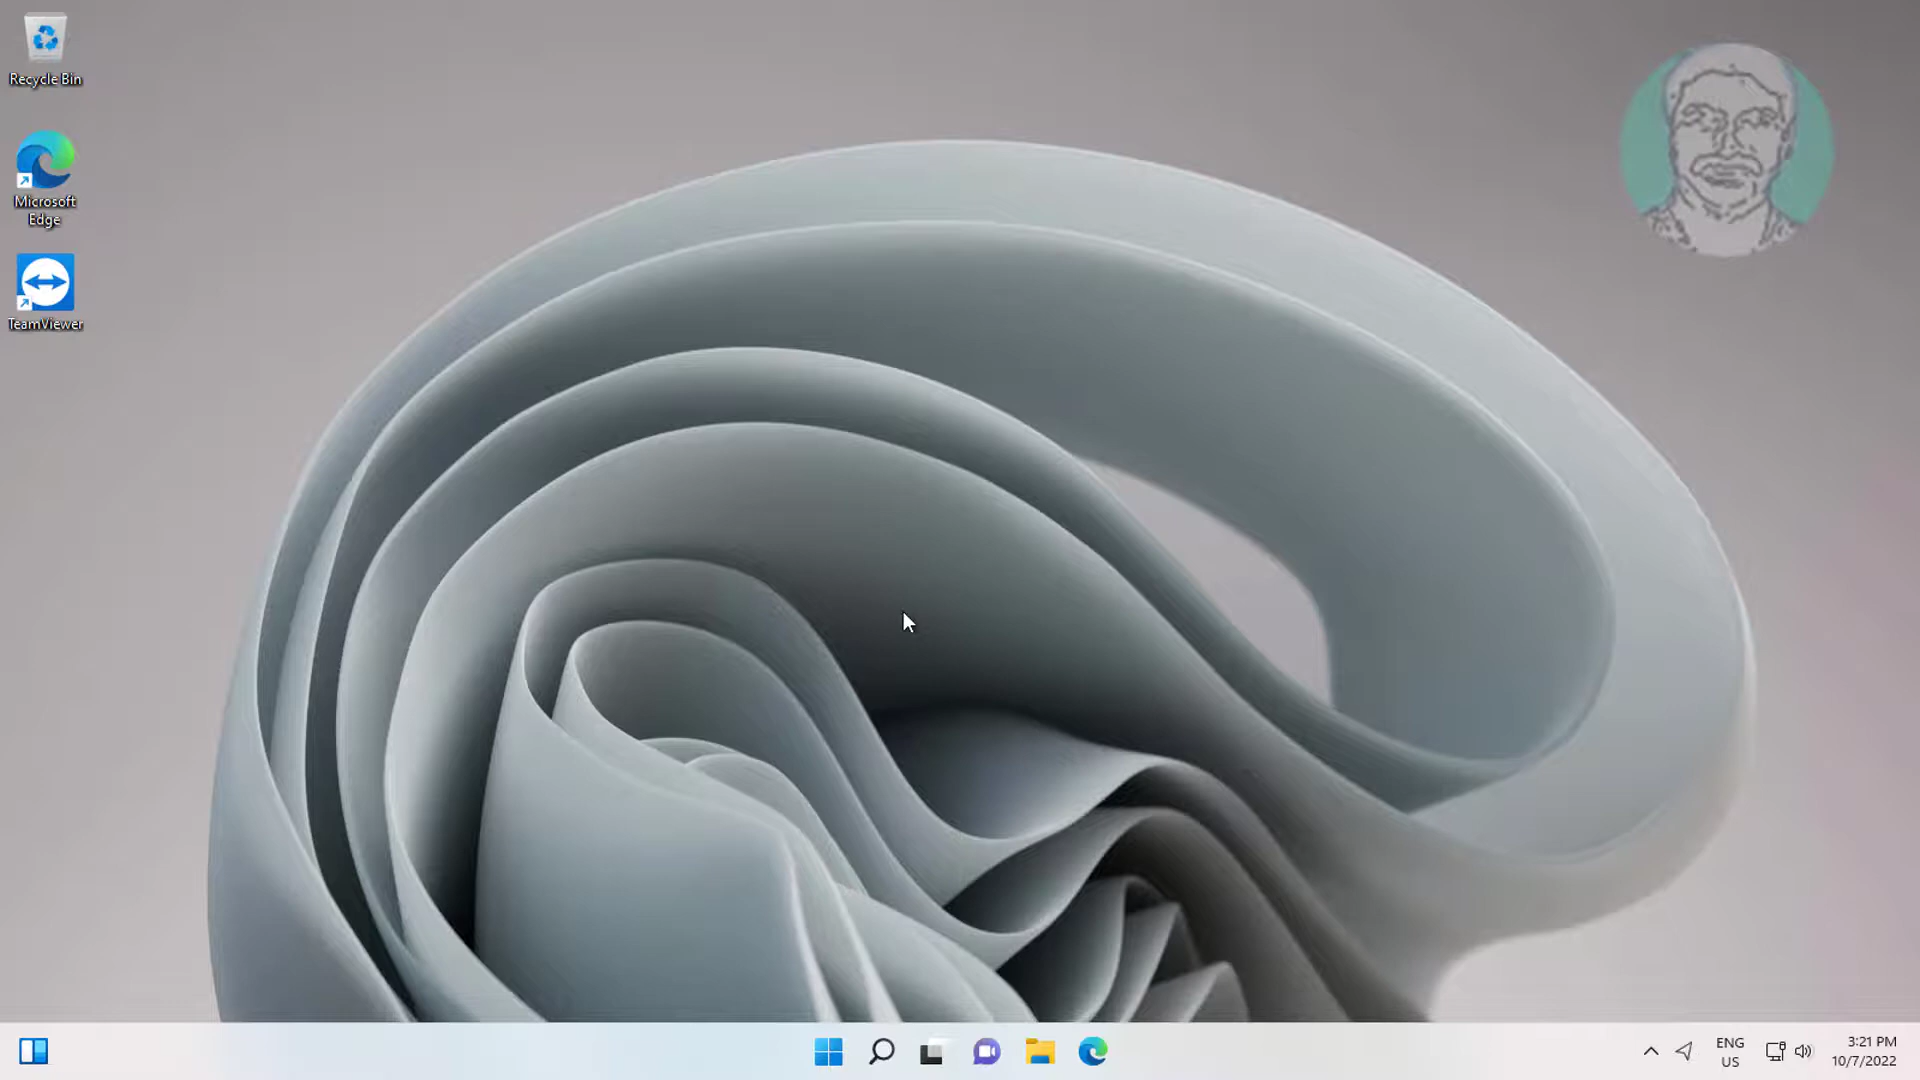 Recycle Bin
Microsoft
Edge
TeamViewer
ENG
US
3:21 PM
10/7/2022